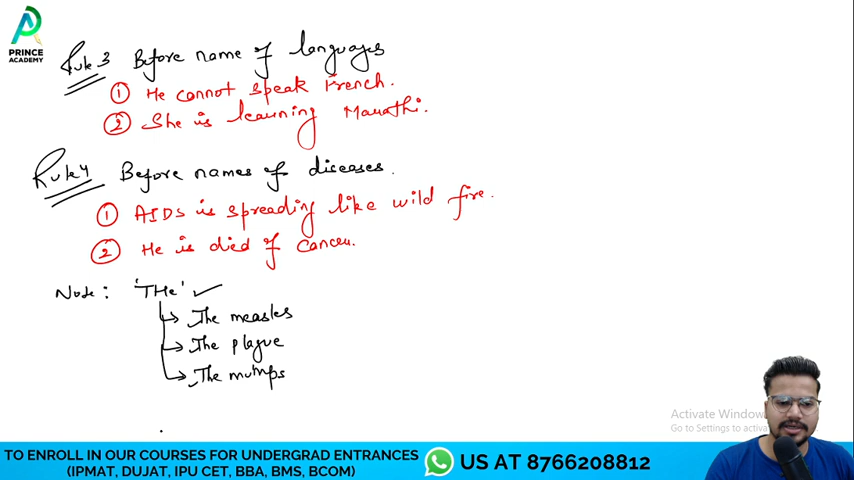 PRINCE
ACADEMY
Rule 3 Before name of languages
① He cannot speak French.
② She is learning Marathi.
Rule 4 Before names of diseases.
① AIDS is spreading like wild fire.
② He is died of cancer.
Note: 'THe' ✓
→ The measles
→ The plague
→ The mumps
Activate Window
Go to Settings to activa
TO ENROLL IN OUR COURSES FOR UNDERGRAD ENTRANCES
(IPMAT, DUJAT, IPU CET, BBA, BMS, BCOM)
US AT 8766208812